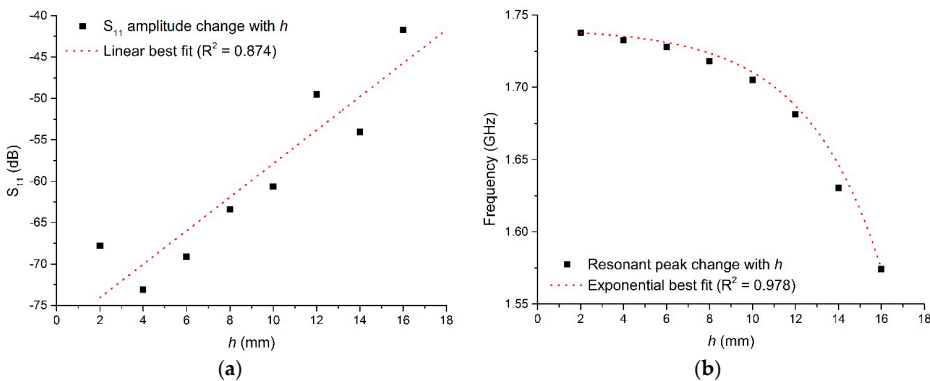 S₁₁ amplitude change with h
Linear best fit (R² = 0.874)
-40
-45
-50
-55
-60
-65
-70
-75
S₁₁ (dB)
0 2 4 6 8 10 12 14 16 18
h (mm)
(a)
1.75
1.70
1.65
1.60
1.55
Frequency (GHz)
Resonant peak change with h
Exponential best fit (R² = 0.978)
0 2 4 6 8 10 12 14 16 18
h (mm)
(b)